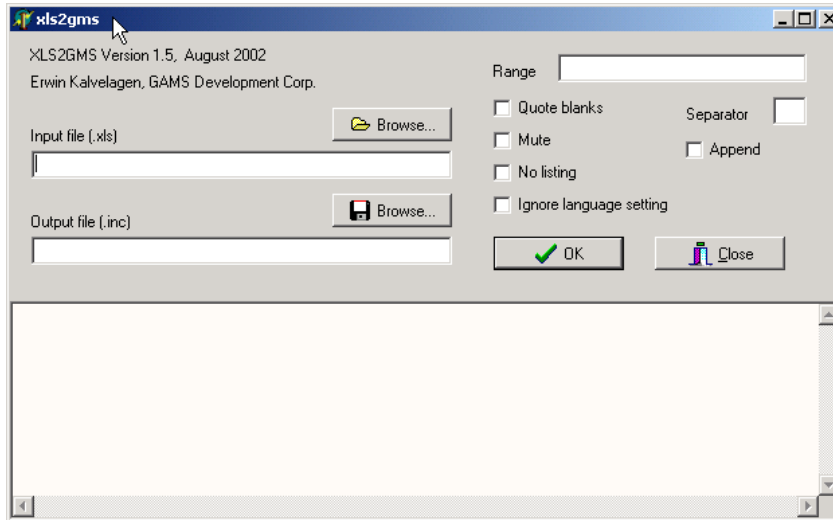 xls2gms
XLS2GMS Version 1.5, August 2002
Erwin Kalvelagen, GAMS Development Corp.
Input file (.xls)
Browse...
Output file (.inc)
Browse...
Range
Quote blanks
Separator
Mute
Append
No listing
Ignore language setting
OK
Close